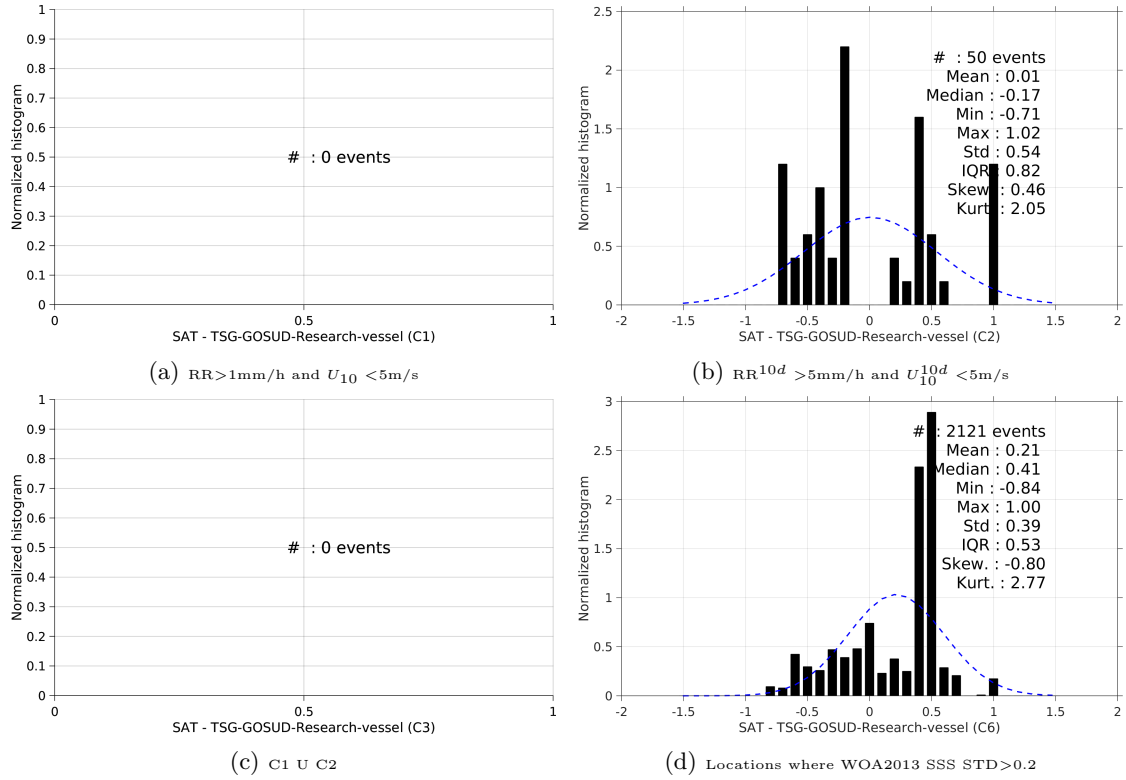 1
0.9
0.8
0.7
0.6
0.5
0.4
0.3
0.2
0.1
0
Normalized histogram
# : 0 events
0 0.5 1
SAT - TSG-GOSUD-Research-vessel (C1)
(a) RR>1mm/h and U10 <5m/s
2.5
2
1.5
1
0.5
0
Normalized histogram
# : 50 events
Mean : 0.01
Median : -0.17
Min : -0.71
Max : 1.02
Std : 0.54
IQR : 0.82
Skew. : 0.46
Kurt. : 2.05
-2 -1.5 -1 -0.5 0 0.5 1 1.5 2
SAT - TSG-GOSUD-Research-vessel (C2)
(b) RR10d >5mm/h and U10d10 <5m/s
1
0.9
0.8
0.7
0.6
0.5
0.4
0.3
0.2
0.1
0
Normalized histogram
# : 0 events
0 0.5 1
SAT - TSG-GOSUD-Research-vessel (C3)
(c) C1 U C2
3
2.5
2
1.5
1
0.5
0
Normalized histogram
# : 2121 events
Mean : 0.21
Median : 0.41
Min : -0.84
Max : 1.00
Std : 0.39
IQR : 0.53
Skew. : -0.80
Kurt. : 2.77
-2 -1.5 -1 -0.5 0 0.5 1 1.5 2
SAT - TSG-GOSUD-Research-vessel (C6)
(d) Locations where WOA2013 SSS STD>0.2